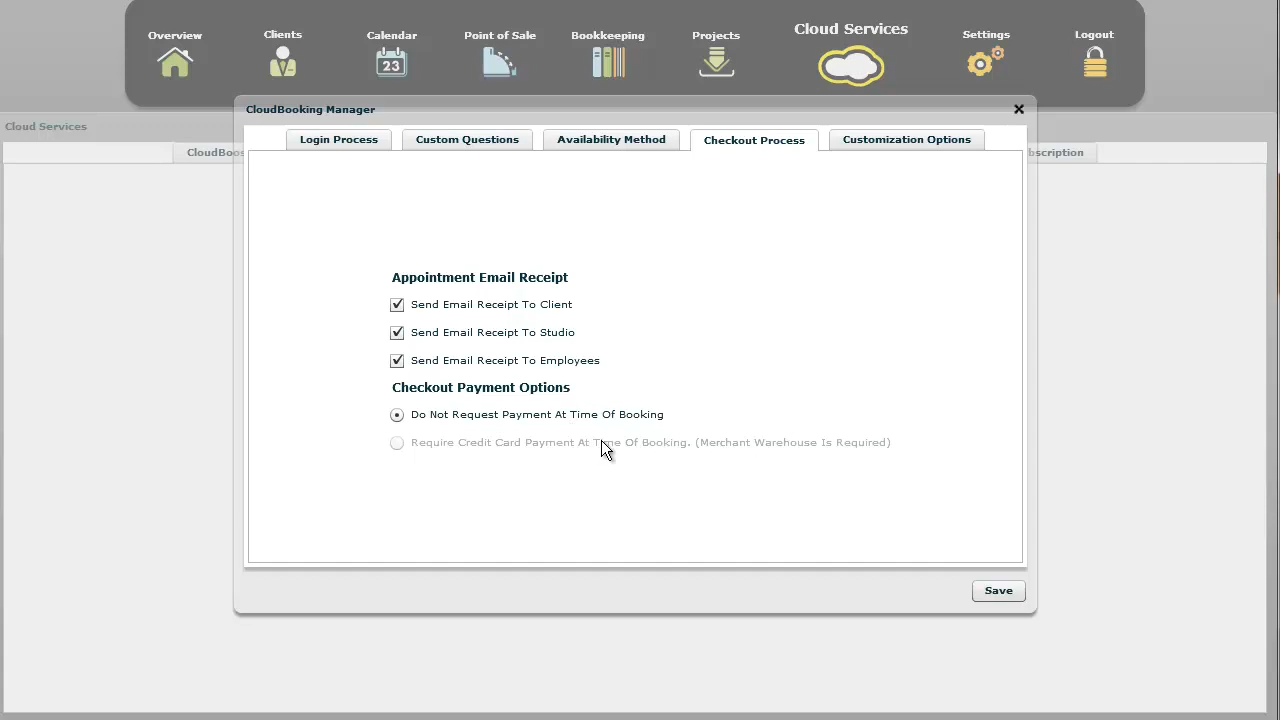 Overview
Clients
Calendar
Point of Sale
Bookkeeping
Projects
Cloud Services
Settings
Logout
23
CloudBooking Manager
Cloud Services
Login Process
Custom Questions
Availability Method
Checkout Process
Customization Options
Appointment Email Receipt
Send Email Receipt To Client
Send Email Receipt To Studio
Send Email Receipt To Employees
Checkout Payment Options
Do Not Request Payment At Time Of Booking
Require Credit Card Payment At Time Of Booking. (Merchant Warehouse Is Required)
Save